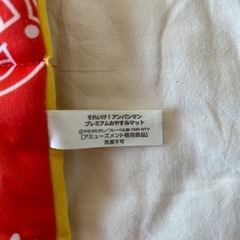 それいけ！アンパンマン
プレミアムおやすみマット
©やなせたかし/フレーベル館・TMS・NTV
【アミューズメント専用景品】
洗濯不可